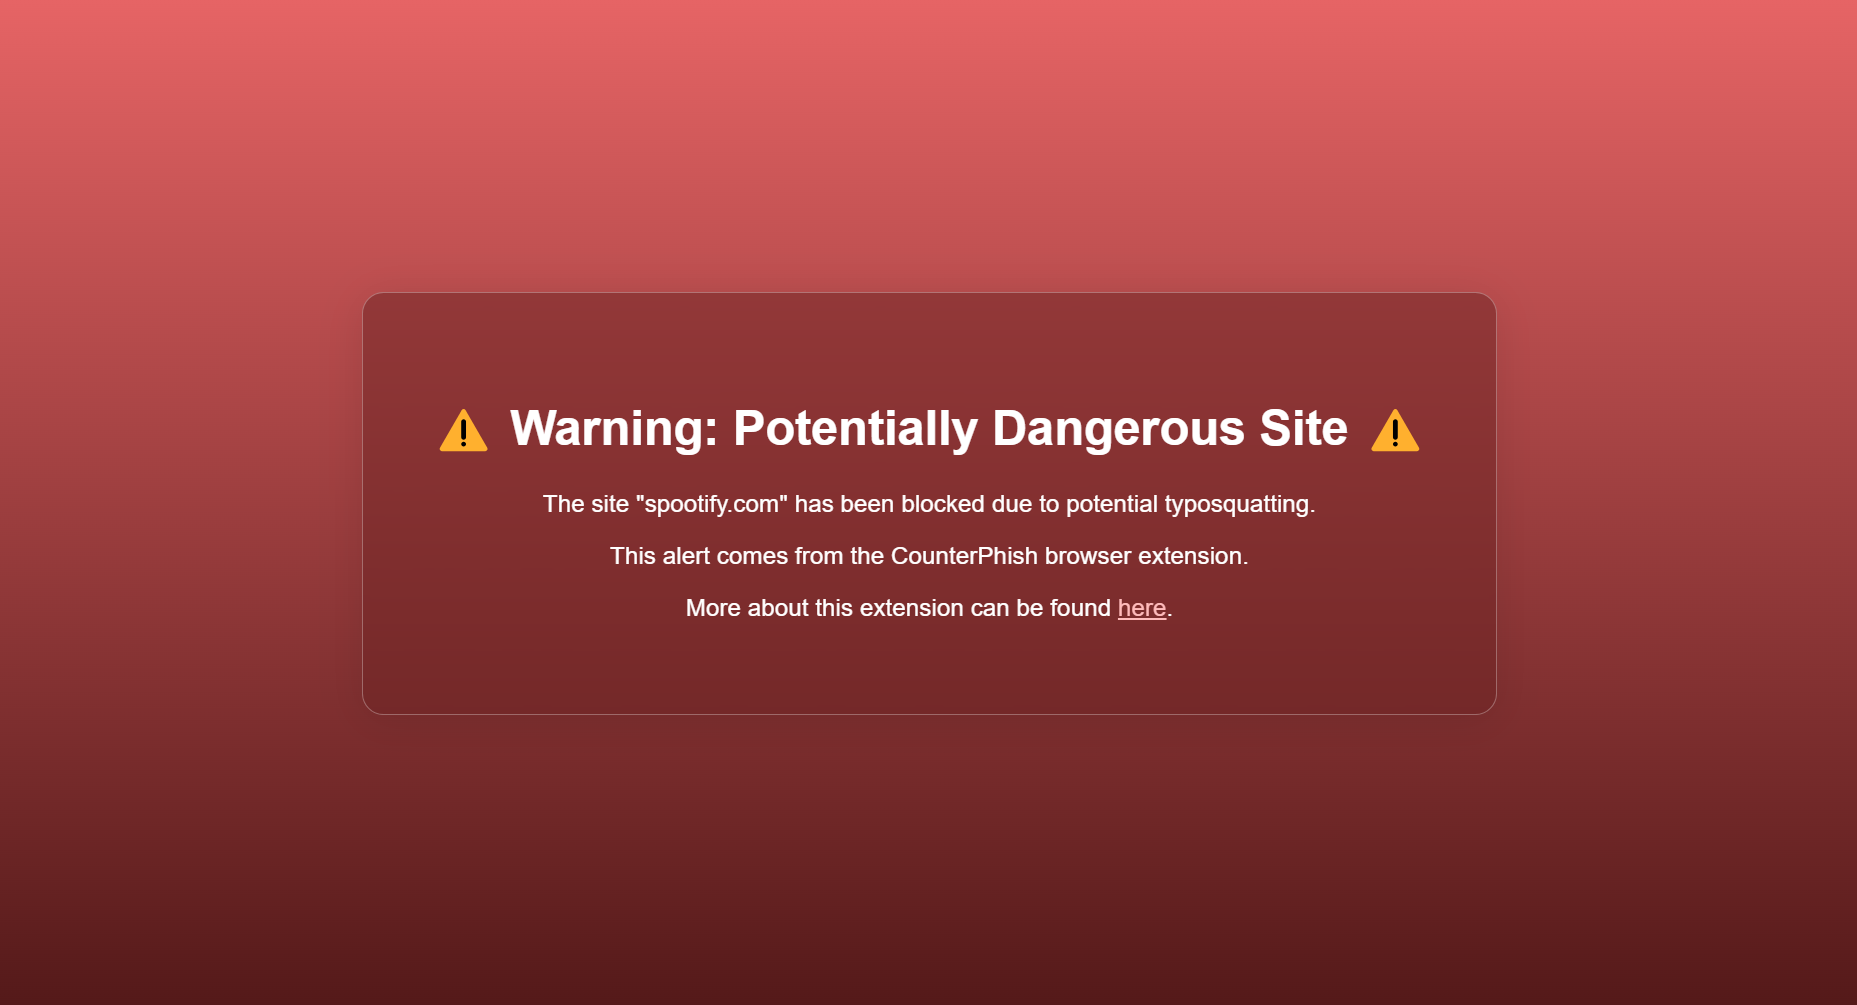 ⚠️ Warning: Potentially Dangerous Site ⚠️
The site "spootify.com" has been blocked due to potential typosquatting.
This alert comes from the CounterPhish browser extension.
More about this extension can be found here.